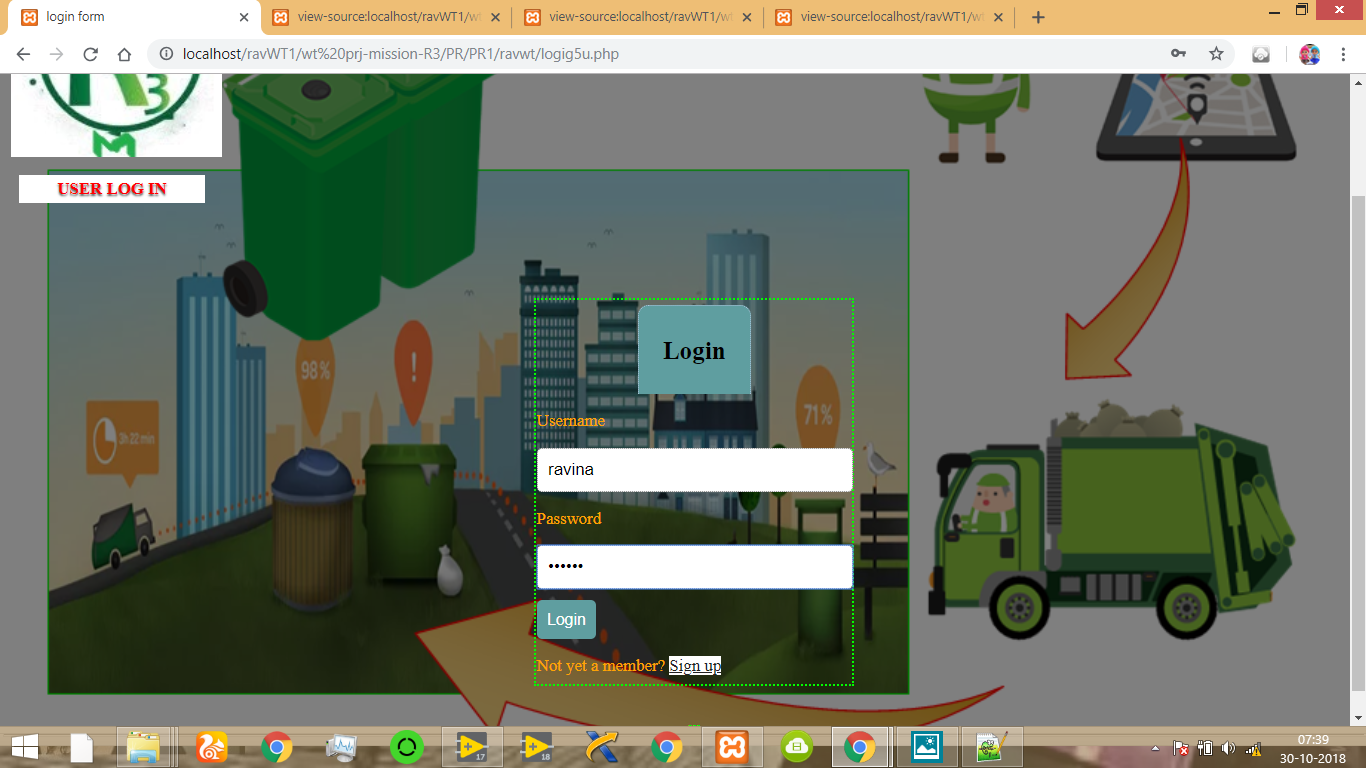 login form
view-source:localhost/ravWT1/wt
view-source:localhost/ravWT1/wt
view-source:localhost/ravWT1/wt
localhost/ravWT1/wt%20prj-mission-R3/PR/PR1/ravwt/logig5u.php
R3
M
USER LOG IN
98%
!
3h 22 min
71%
Login
Username
ravina
Password
••••••
Login
Not yet a member? Sign up
17
18
07:39
30-10-2018